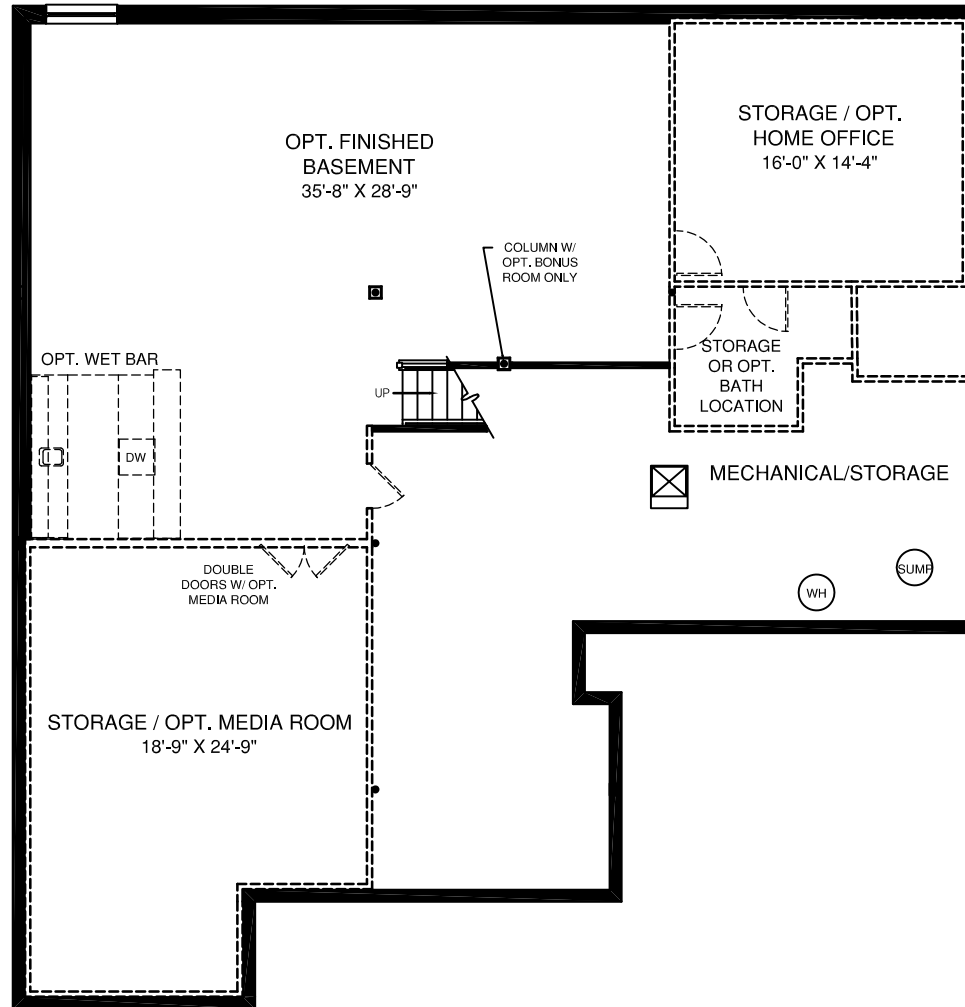 OPT. FINISHED
BASEMENT
35'-8" X 28'-9"
STORAGE / OPT.
HOME OFFICE
16'-0" X 14'-4"
COLUMN W/
OPT. BONUS
ROOM ONLY
OPT. WET BAR
UP
STORAGE
OR OPT.
BATH
LOCATION
DW
MECHANICAL/STORAGE
DOUBLE
DOORS W/ OPT.
MEDIA ROOM
WH
SUMP
STORAGE / OPT. MEDIA ROOM
18'-9" X 24'-9"